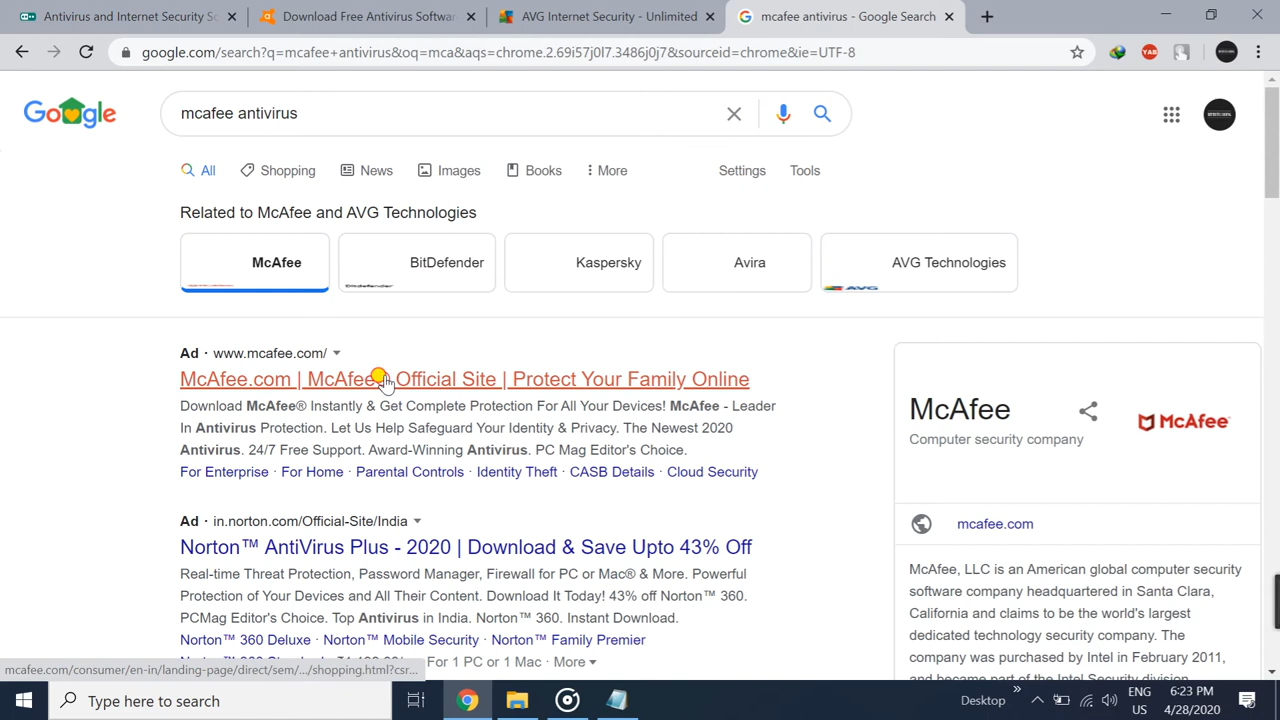 Antivirus and Internet Security So
Download Free Antivirus Softwar
AVG Internet Security - Unlimited
mcafee antivirus - Google Search
google.com/search?q=mcafee+antivirus&oq=mca&aqs=chrome.2.69i57j0l7.3486j0j7&sourceid=chrome&ie=UTF-8
YAB
mcafee antivirus
All Shopping News Images Books More Settings Tools
Related to McAfee and AVG Technologies
McAfee BitDefender Kaspersky Avira AVG Technologies
AVG
Ad · www.mcafee.com/
McAfee.com | McAfee® Official Site | Protect Your Family Online
Download McAfee® Instantly & Get Complete Protection For All Your Devices! McAfee - Leader
In Antivirus Protection. Let Us Help Safeguard Your Identity & Privacy. The Newest 2020
Antivirus. 24/7 Free Support. Award-Winning Antivirus. PC Mag Editor's Choice.
For Enterprise · For Home · Parental Controls · Identity Theft · CASB Details · Cloud Security
Ad · in.norton.com/Official-Site/India
Norton™ AntiVirus Plus - 2020 | Download & Save Upto 43% Off
Real-time Threat Protection, Password Manager, Firewall for PC or Mac® & More. Powerful
Protection of Your Devices and All Their Content. Download It Today! 43% off Norton™ 360.
PCMag Editor's Choice. Top Antivirus in India. Norton™ 360. Instant Download.
Norton™ 360 Deluxe · Norton™ Mobile Security · Norton™ Family Premier
For 1 PC or 1 Mac · More
McAfee
Computer security company
McAfee
mcafee.com
McAfee, LLC is an American global computer security
software company headquartered in Santa Clara,
California and claims to be the world's largest
dedicated technology security company. The
company was purchased by Intel in February 2011,
and became part of the Intel Security division
mcafee.com/consumer/en-in/landing-page/direct/sem/.../shopping.html?csr...
Type here to search
Desktop
ENG
US
6:23 PM
4/28/2020